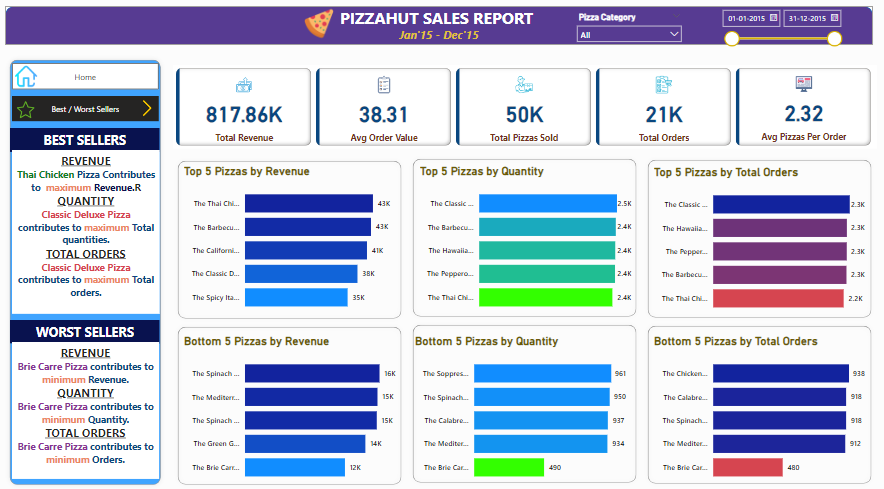 PIZZAHUT SALES REPORT
Jan'15 - Dec'15
Pizza Category
All
01-01-2015
31-12-2015
Home
Best / Worst Sellers
BEST SELLERS
REVENUE
Thai Chicken Pizza Contributes
to maximum Revenue.R
QUANTITY
Classic Deluxe Pizza
contributes to maximum Total
quantities.
TOTAL ORDERS
Classic Deluxe Pizza
contributes to maximum Total
orders.
WORST SELLERS
REVENUE
Brie Carre Pizza contributes to
minimum Revenue.
QUANTITY
Brie Carre Pizza contributes to
minimum Quantity.
TOTAL ORDERS
Brie Carre Pizza contributes to
minimum Orders.
817.86K
Total Revenue
38.31
Avg Order Value
50K
Total Pizzas Sold
21K
Total Orders
2.32
Avg Pizzas Per Order
Top 5 Pizzas by Revenue
The Thai Chi... 43K
The Barbecu... 43K
The Californi... 41K
The Classic D... 38K
The Spicy Ita... 35K
Top 5 Pizzas by Quantity
The Classic ... 2.5K
The Barbecu... 2.4K
The Hawaiia... 2.4K
The Peppero... 2.4K
The Thai Chi... 2.4K
Top 5 Pizzas by Total Orders
The Classic ... 2.3K
The Hawaiia... 2.3K
The Pepper... 2.3K
The Barbecu... 2.3K
The Thai Chi... 2.2K
Bottom 5 Pizzas by Revenue
The Spinach ... 16K
The Mediterr... 15K
The Spinach ... 15K
The Green G... 14K
The Brie Carr... 12K
Bottom 5 Pizzas by Quantity
The Soppres... 961
The Spinach... 950
The Calabre... 937
The Mediter... 934
The Brie Car... 490
Bottom 5 Pizzas by Total Orders
The Chicken... 938
The Calabre... 918
The Spinach... 918
The Mediter... 912
The Brie Car... 480